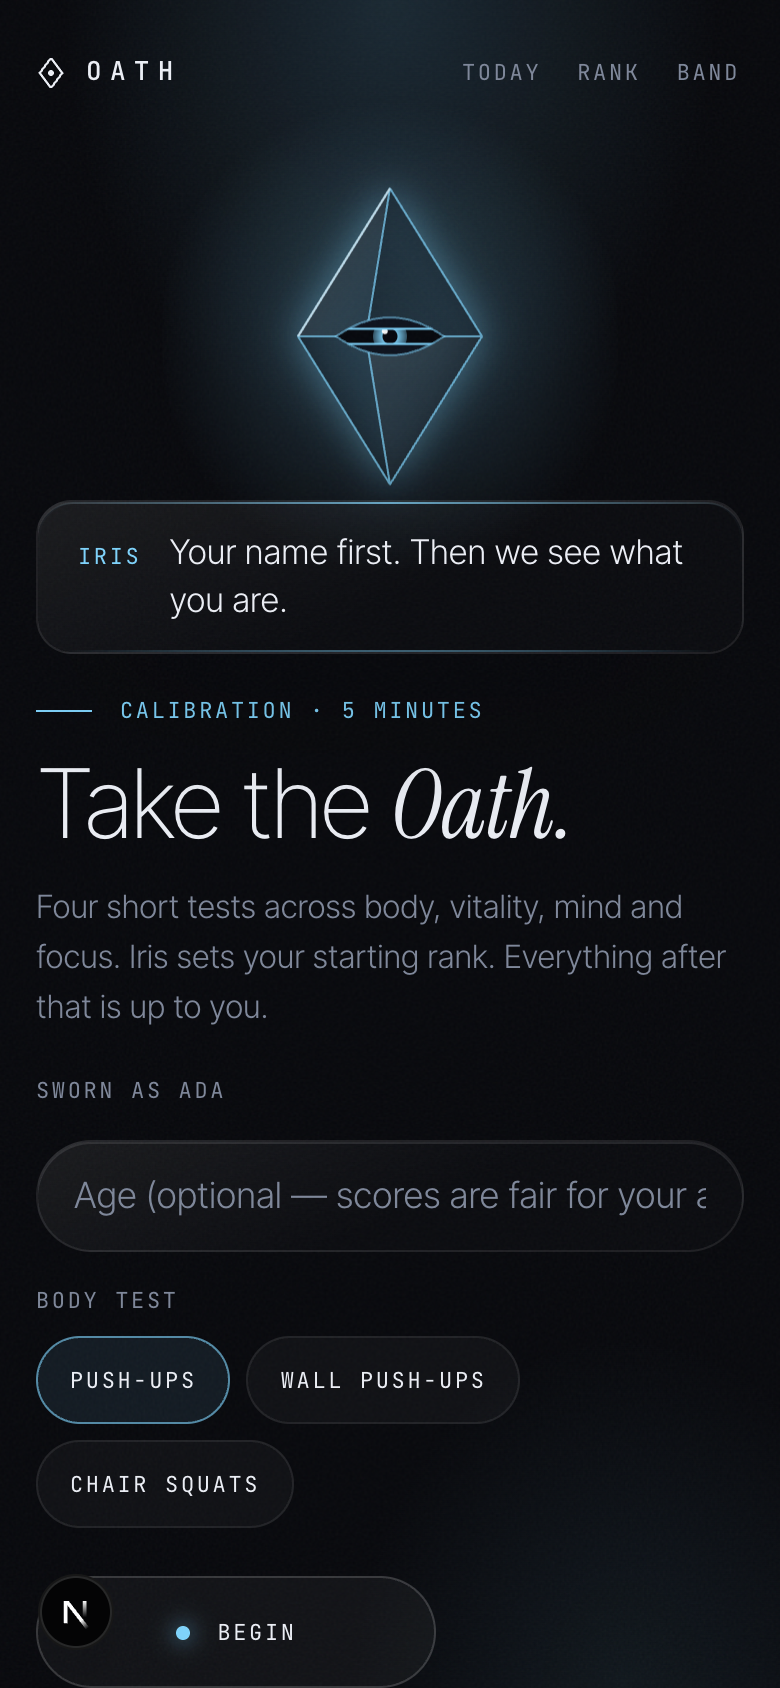 OATH
TODAY RANK BAND
IRIS
Your name first. Then we see what
you are.
CALIBRATION · 5 MINUTES
Take the Oath.
Four short tests across body, vitality, mind and
focus. Iris sets your starting rank. Everything after
that is up to you.
SWORN AS ADA
Age (optional — scores are fair for your
BODY TEST
PUSH-UPS
WALL PUSH-UPS
CHAIR SQUATS
N
BEGIN